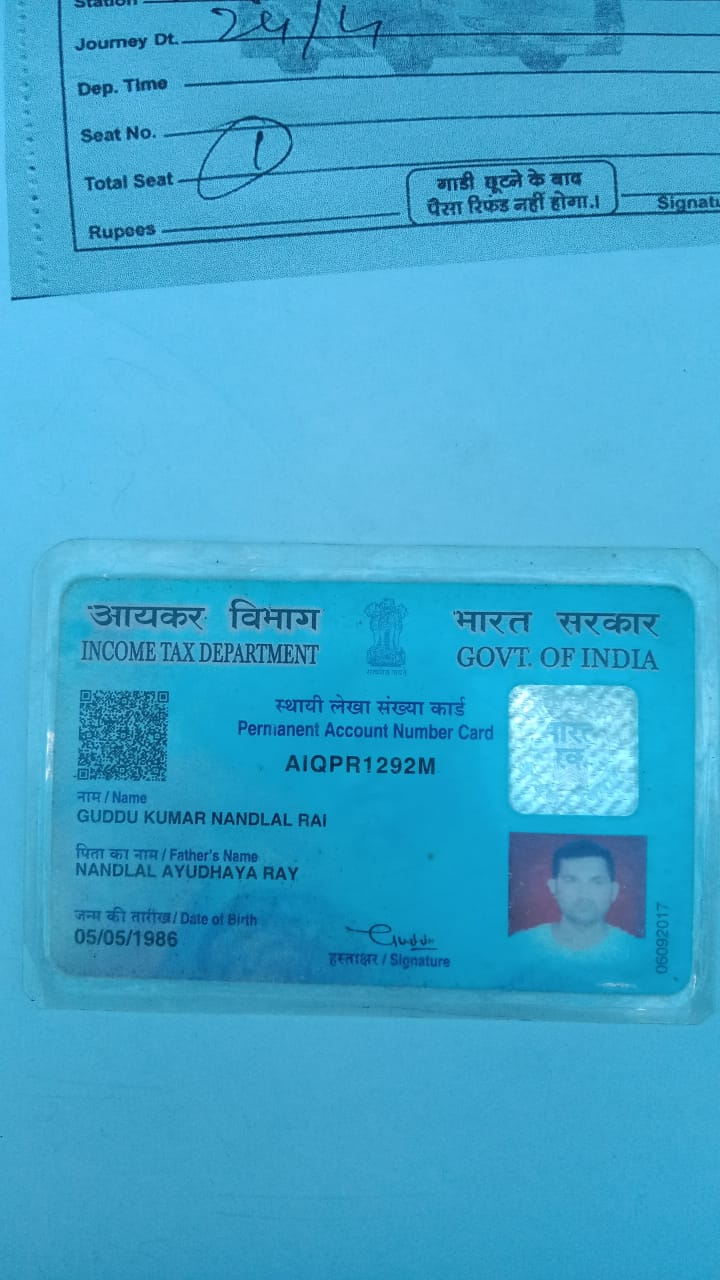 Station
Journey Dt. 24/4
Dep. Time
Seat No.
Total Seat 1
गाडी छूटने के बाद
पैसा रिफंड नहीं होगा.।
Signatu
Rupees
आयकर विभाग
INCOME TAX DEPARTMENT
भारत सरकार
GOVT. OF INDIA
सत्यमेव जयते
स्थायी लेखा संख्या कार्ड
Permanent Account Number Card
AIQPR1292M
नाम / Name
GUDDU KUMAR NANDLAL RAI
पिता का नाम / Father's Name
NANDLAL AYUDHAYA RAY
जन्म की तारीख / Date of Birth
05/05/1986
Guddu
हस्ताक्षर / Signature
06092017